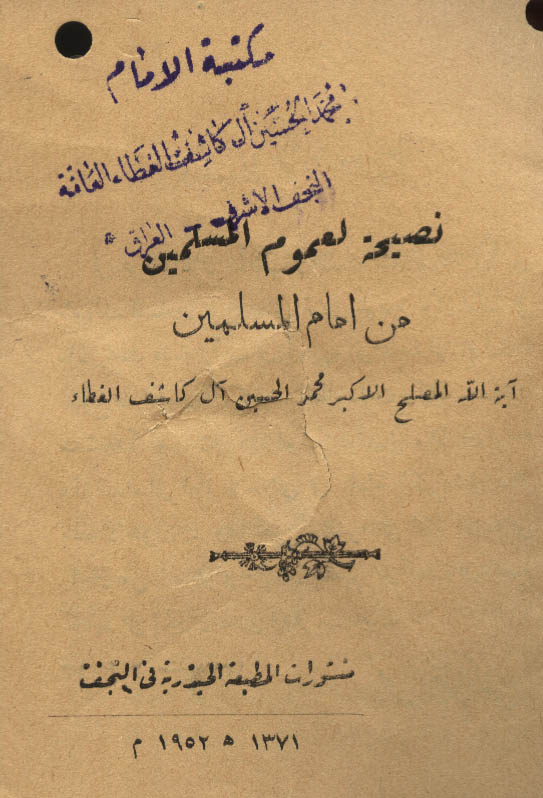 مكتبة الامام
محمد الحسين آل كاشف الغطاء العامة
النجف الاشرف - العراق
نصيحة لعموم المسلمين
من امام المسلمين
آية الله المصلح الاكبر محمد الحسين آل كاشف الغطاء
منشورات المطبعة الحيدرية في النجف
١٣٧١ ه ١٩٥٢ م